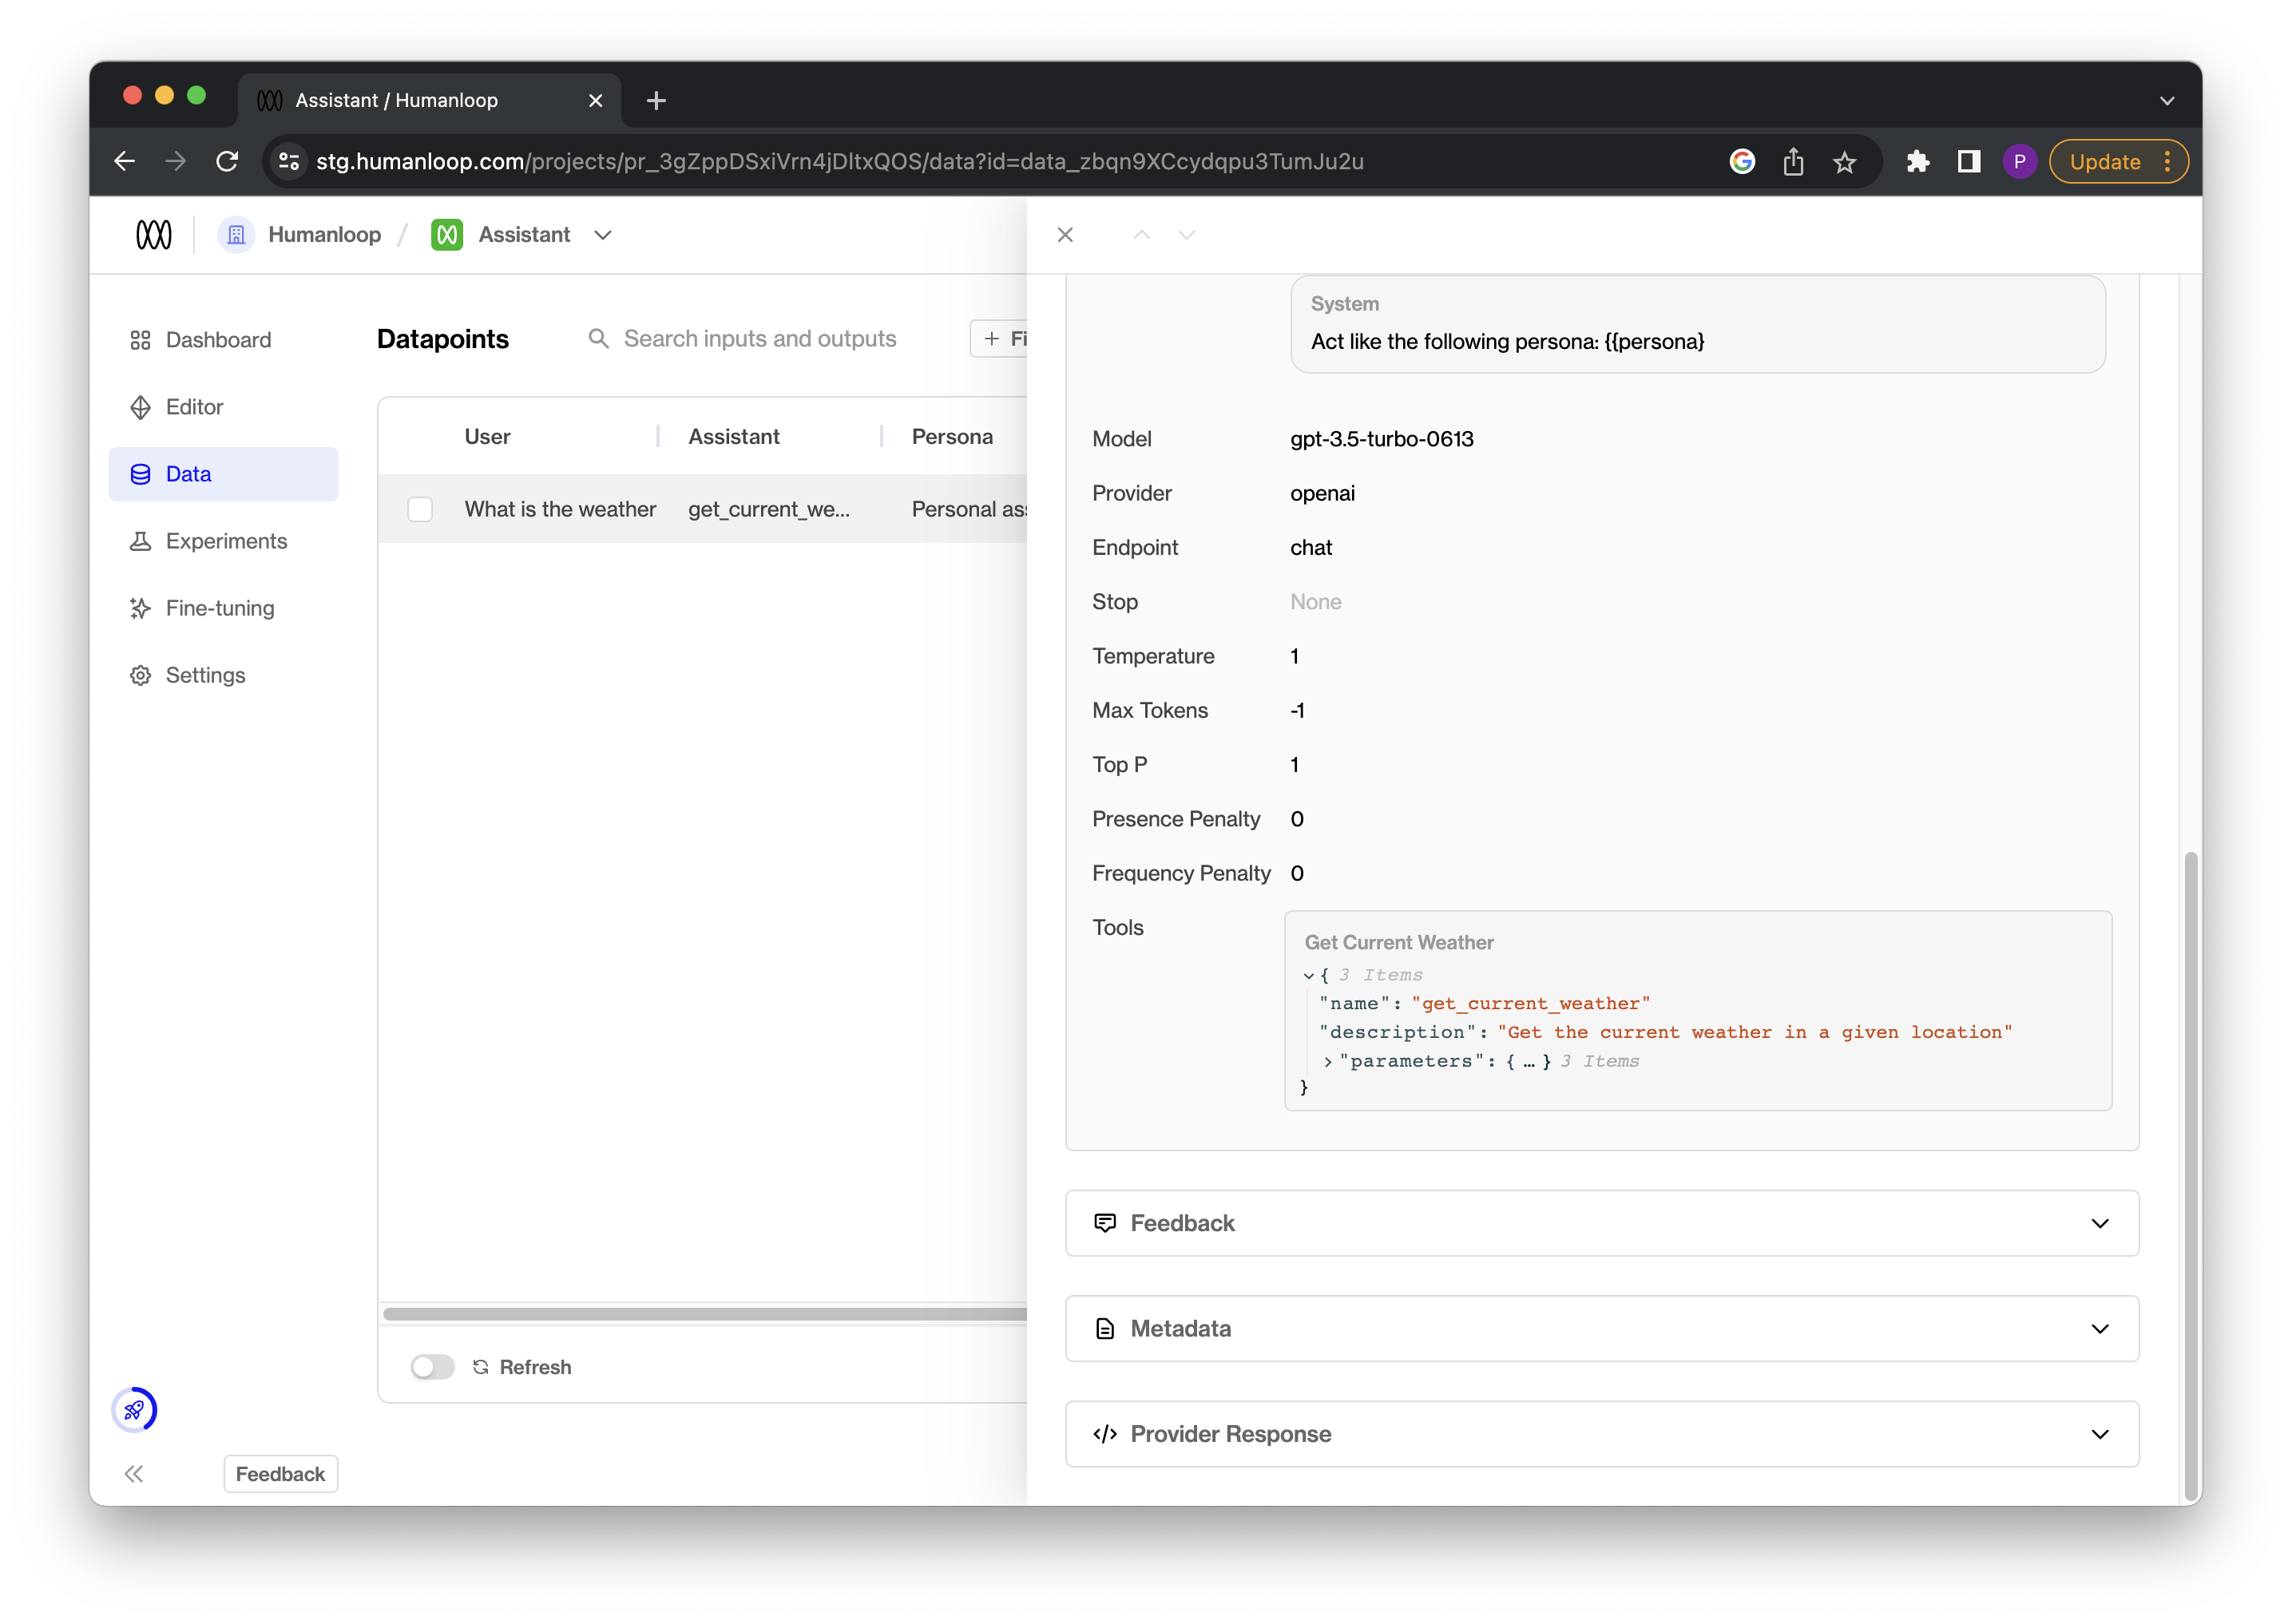 Assistant / Humanloop
stg.humanloop.com/projects/pr_3gZppDSxiVrn4jDltxQOS/data?id=data_zbqn9XCcydqpu3TumJu2u
P
Update
Humanloop / Assistant
Dashboard
Editor
Data
Experiments
Fine-tuning
Settings
Feedback
Datapoints
Search inputs and outputs
+ Fi
User Assistant Persona
What is the weather get_current_we... Personal ass
Refresh
System
Act like the following persona: {{persona}
Model gpt-3.5-turbo-0613
Provider openai
Endpoint chat
Stop None
Temperature 1
Max Tokens -1
Top P 1
Presence Penalty 0
Frequency Penalty 0
Tools
Get Current Weather
{ 3 Items
"name": "get_current_weather"
"description": "Get the current weather in a given location"
"parameters": { … } 3 Items
}
Feedback
Metadata
</> Provider Response